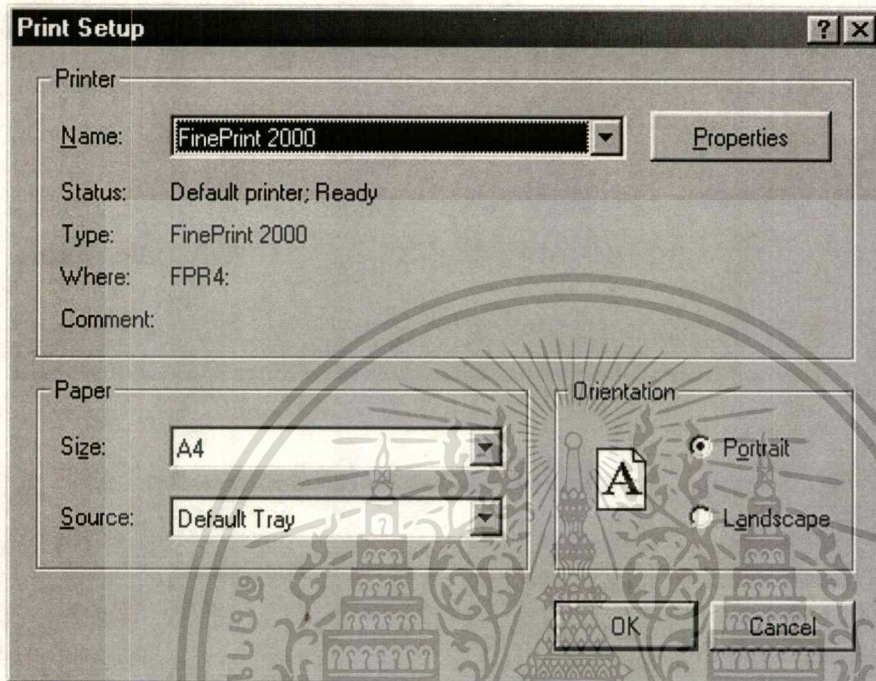 Print Setup
Printer
Name: FinePrint 2000 Properties
Status: Default printer; Ready
Type: FinePrint 2000
Where: FPR4:
Comment:
Paper
Size: A4
Source: Default Tray
Orientation
A
Portrait
Landscape
OK Cancel